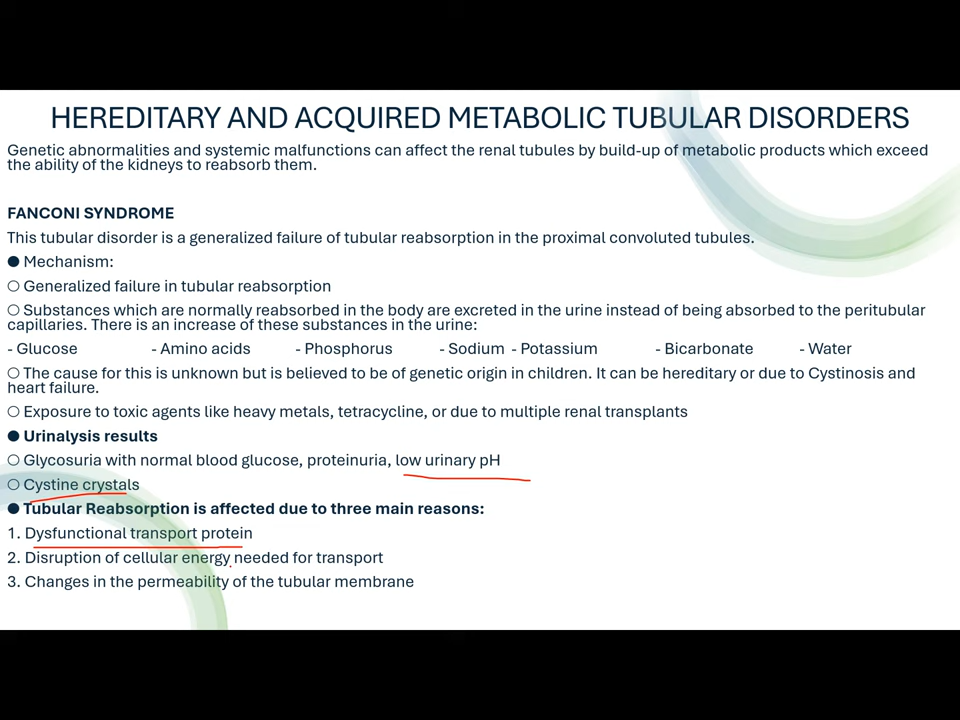 HEREDITARY AND ACQUIRED METABOLIC TUBULAR DISORDERS
Genetic abnormalities and systemic malfunctions can affect the renal tubules by build-up of metabolic products which exceed
the ability of the kidneys to reabsorb them.
FANCONI SYNDROME
This tubular disorder is a generalized failure of tubular reabsorption in the proximal convoluted tubules.
● Mechanism:
○ Generalized failure in tubular reabsorption
○ Substances which are normally reabsorbed in the body are excreted in the urine instead of being absorbed to the peritubular
capillaries. There is an increase of these substances in the urine:
- Glucose - Amino acids - Phosphorus - Sodium - Potassium - Bicarbonate - Water
○ The cause for this is unknown but is believed to be of genetic origin in children. It can be hereditary or due to Cystinosis and
heart failure.
○ Exposure to toxic agents like heavy metals, tetracycline, or due to multiple renal transplants
● Urinalysis results
○ Glycosuria with normal blood glucose, proteinuria, low urinary pH
○ Cystine crystals
● Tubular Reabsorption is affected due to three main reasons:
1. Dysfunctional transport protein
2. Disruption of cellular energy needed for transport
3. Changes in the permeability of the tubular membrane